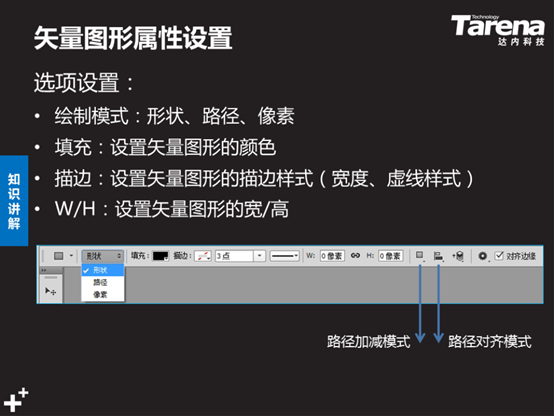 矢量图形属性设置
Technology
Tarena
达内科技
选项设置：
• 绘制模式：形状、路径、像素
• 填充：设置矢量图形的颜色
• 描边：设置矢量图形的描边样式（宽度、虚线样式）
• W/H：设置矢量图形的宽/高
知识讲解
形状 填充： 描边： 3点 W: 0 像素 H: 0 像素 对齐边缘
形状
路径
像素
路径加减模式 路径对齐模式